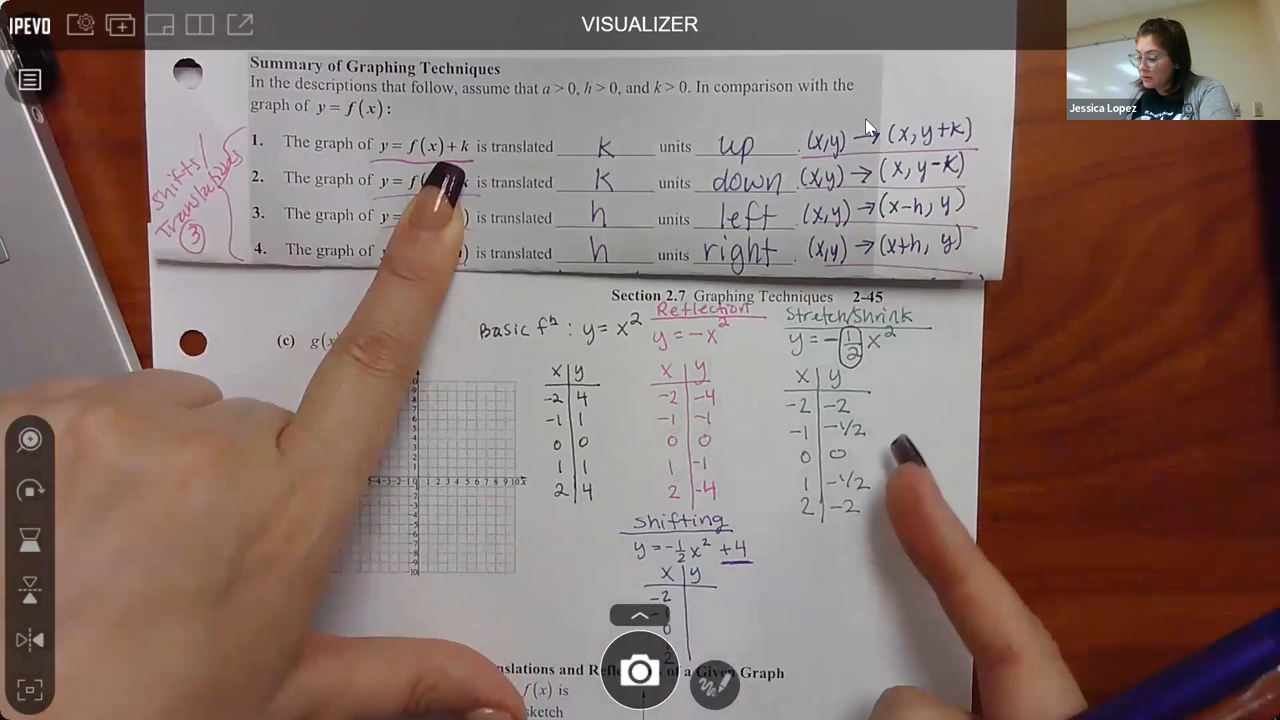 IPEVO
VISUALIZER
Jessica Lopez
Summary of Graphing Techniques
In the descriptions that follow, assume that a > 0, h > 0, and k > 0. In comparison with the
graph of y = f(x):
Shifts/
Translations
3
1. The graph of y = f(x) + k is translated k units up. (x,y) → (x, y+k)
2. The graph of y = f is translated k units down. (x,y) → (x, y-k)
3. The graph of y = is translated h units left. (x,y) → (x-h, y)
4. The graph of is translated h units right. (x,y) → (x+h, y)
Section 2.7 Graphing Techniques 2-45
(c) g(x
Basic fⁿ: y = x²
x y
-2 4
-1 1
0 0
1 1
2 4
Reflection
y = -x²
x y
-2 -4
-1 -1
0 0
1 -1
2 -4
Stretch/Shrink
y = -1/2 x²
x y
-2 -2
-1 -1/2
0 0
1 -1/2
2 -2
Shifting
y = -1/2 x² +4
x y
-2
0
2
nslations and Ref of a Given Graph
f(x) is
sketch